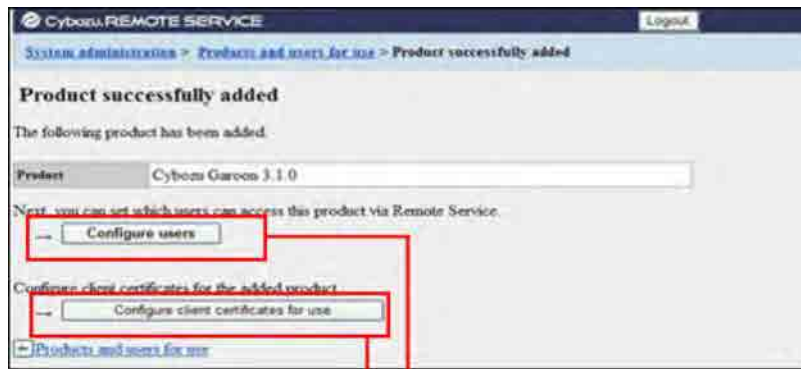 Cybozu REMOTE SERVICE
Logout
System administration > Products and users for use > Product successfully added
Product successfully added
The following product has been added.
Product Cybozu Garoon 3.1.0
Next, you can set which users can access this product via Remote Service.
→ Configure users
Configure client certificates for the added product.
→ Configure client certificates for use
Products and users for use